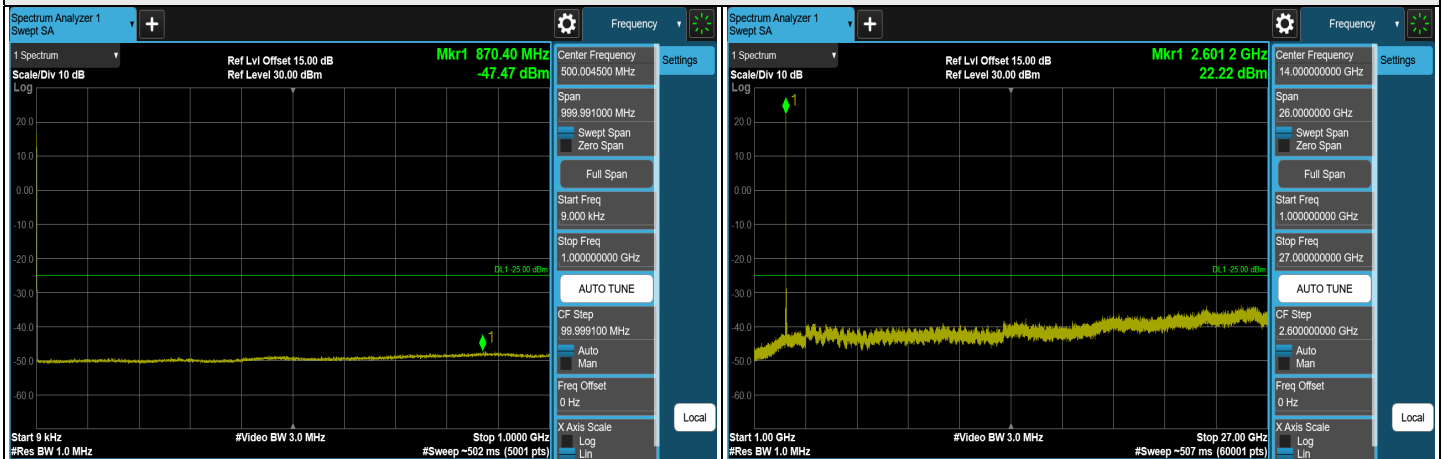 Spectrum Analyzer 1
Swept SA
+
Frequency
1 Spectrum
Scale/Div 10 dB
Log
Ref Lvl Offset 15.00 dB
Ref Level 30.00 dBm
Mkr1 870.40 MHz
-47.47 dBm
1
20.0
10.0
0.00
-10.0
-20.0
-30.0
-40.0
-50.0
-60.0
DL1 -25.00 dBm
Start 9 kHz
#Res BW 1.0 MHz
#Video BW 3.0 MHz
Stop 1.0000 GHz
#Sweep ~502 ms (5001 pts)
Center Frequency
500.004500 MHz
Span
999.991000 MHz
Swept Span
Zero Span
Full Span
Start Freq
9.000 kHz
Stop Freq
1.000000000 GHz
AUTO TUNE
CF Step
99.999100 MHz
Auto
Man
Freq Offset
0 Hz
X Axis Scale
Log
Lin
Settings
Local
Spectrum Analyzer 1
Swept SA
+
Frequency
1 Spectrum
Scale/Div 10 dB
Log
Ref Lvl Offset 15.00 dB
Ref Level 30.00 dBm
Mkr1 2.601 2 GHz
22.22 dBm
1
20.0
10.0
0.00
-10.0
-20.0
-30.0
-40.0
-50.0
-60.0
DL1 -25.00 dBm
Start 1.00 GHz
#Res BW 1.0 MHz
#Video BW 3.0 MHz
Stop 27.00 GHz
#Sweep ~507 ms (60001 pts)
Center Frequency
14.000000000 GHz
Span
26.0000000 GHz
Swept Span
Zero Span
Full Span
Start Freq
1.000000000 GHz
Stop Freq
27.000000000 GHz
AUTO TUNE
CF Step
2.600000000 GHz
Auto
Man
Freq Offset
0 Hz
X Axis Scale
Log
Lin
Settings
Local